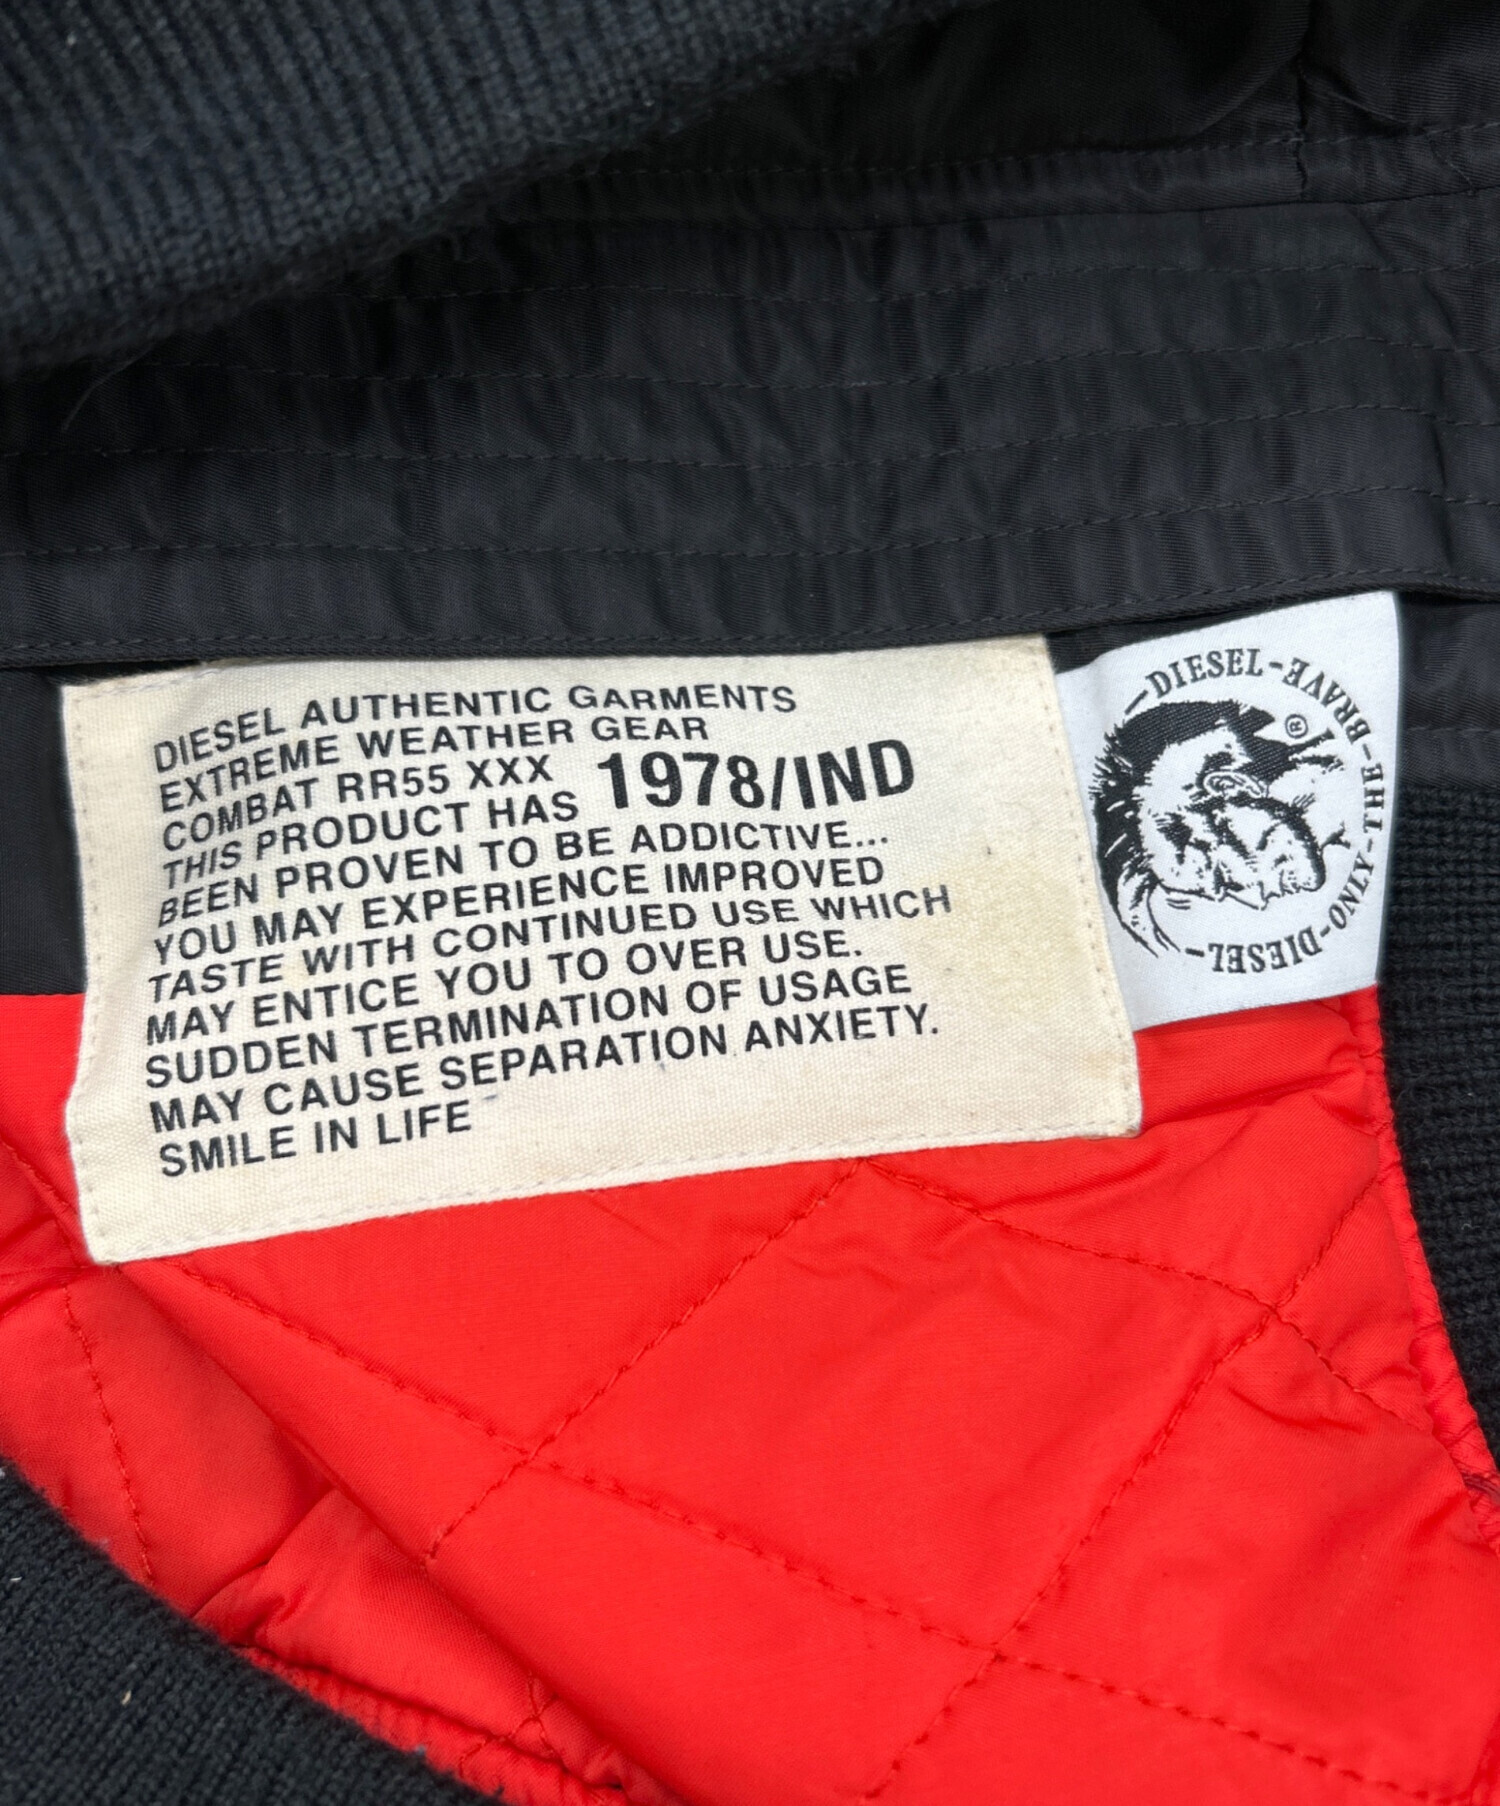 DIESEL AUTHENTIC GARMENTS
EXTREME WEATHER GEAR
COMBAT RR55 XXX
1978/IND
THIS PRODUCT HAS
BEEN PROVEN TO BE ADDICTIVE...
YOU MAY EXPERIENCE IMPROVED
TASTE WITH CONTINUED USE WHICH
MAY ENTICE YOU TO OVER USE.
SUDDEN TERMINATION OF USAGE
MAY CAUSE SEPARATION ANXIETY.
SMILE IN LIFE
DIESEL-ONLY-THE-BRAVE-DIESEL-
®